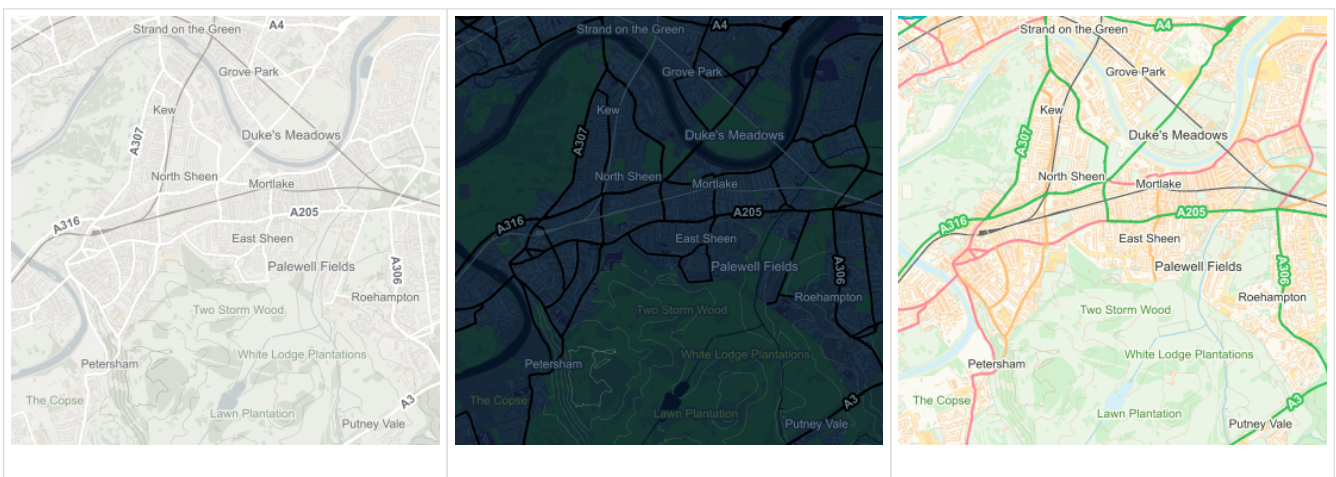 Strand on the Green
A4
Grove Park
Kew
Duke's Meadows
A307
North Sheen
Mortlake
A205
A316
East Sheen
Palewell Fields
A306
Roehampton
Two Storm Wood
White Lodge Plantations
Petersham
The Copse
Lawn Plantation
A3
Putney Vale
Strand on the Green
A4
Grove Park
Kew
Duke's Meadows
A307
North Sheen
Mortlake
A205
A316
East Sheen
Palewell Fields
A306
Roehampton
Two Storm Wood
White Lodge Plantations
Petersham
The Copse
Lawn Plantation
A3
Putney Vale
Strand on the Green
A4
Grove Park
Kew
Duke's Meadows
A307
North Sheen
Mortlake
A205
A316
East Sheen
Palewell Fields
A306
Roehampton
Two Storm Wood
White Lodge Plantations
Petersham
The Copse
Lawn Plantation
A3
Putney Vale